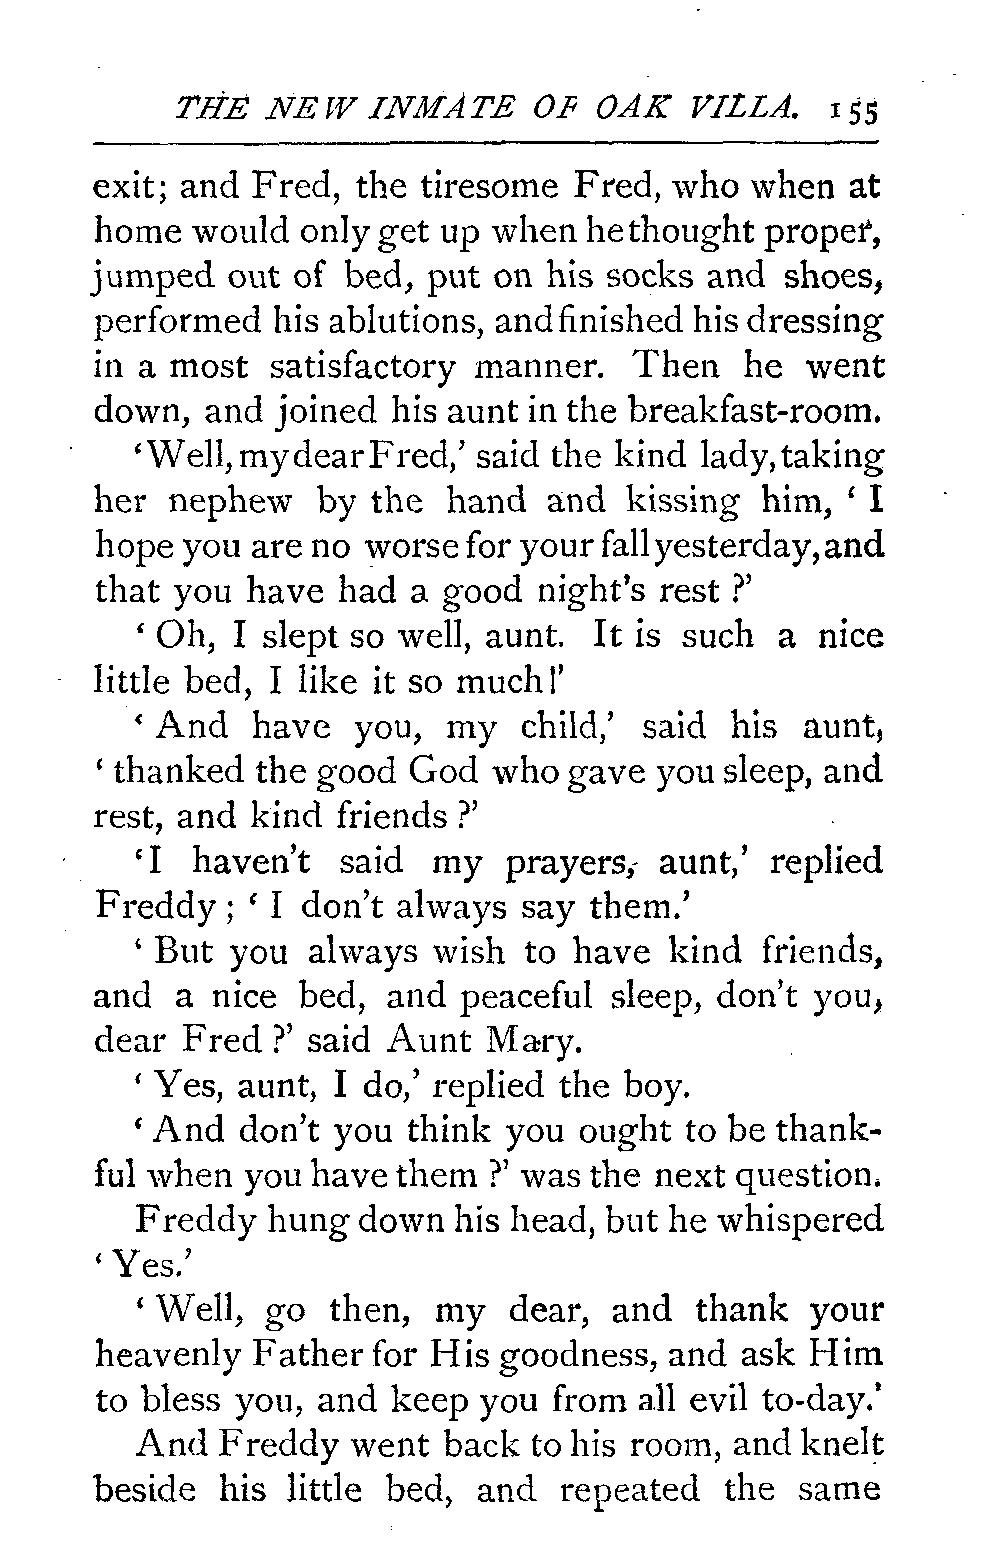 THE NEW INMATE OF OAK VILLA. 155
exit; and Fred, the tiresome Fred, who when at
home would only get up when he thought proper,
jumped out of bed, put on his socks and shoes,
performed his ablutions, and finished his dressing
in a most satisfactory manner. Then he went
down, and joined his aunt in the breakfast-room.
‘Well, my dear Fred,’ said the kind lady, taking
her nephew by the hand and kissing him, ‘ I
hope you are no worse for your fall yesterday, and
that you have had a good night’s rest ?’
‘ Oh, I slept so well, aunt. It is such a nice
little bed, I like it so much!’
‘ And have you, my child,’ said his aunt,
‘ thanked the good God who gave you sleep, and
rest, and kind friends ?’
‘I haven’t said my prayers, aunt,’ replied
Freddy ; ‘ I don’t always say them.’
‘ But you always wish to have kind friends,
and a nice bed, and peaceful sleep, don’t you,
dear Fred ?’ said Aunt Mary.
‘ Yes, aunt, I do,’ replied the boy.
‘ And don’t you think you ought to be thank-
ful when you have them ?’ was the next question.
Freddy hung down his head, but he whispered
‘ Yes.’
‘ Well, go then, my dear, and thank your
heavenly Father for His goodness, and ask Him
to bless you, and keep you from all evil to-day.’
And Freddy went back to his room, and knelt
beside his little bed, and repeated the same